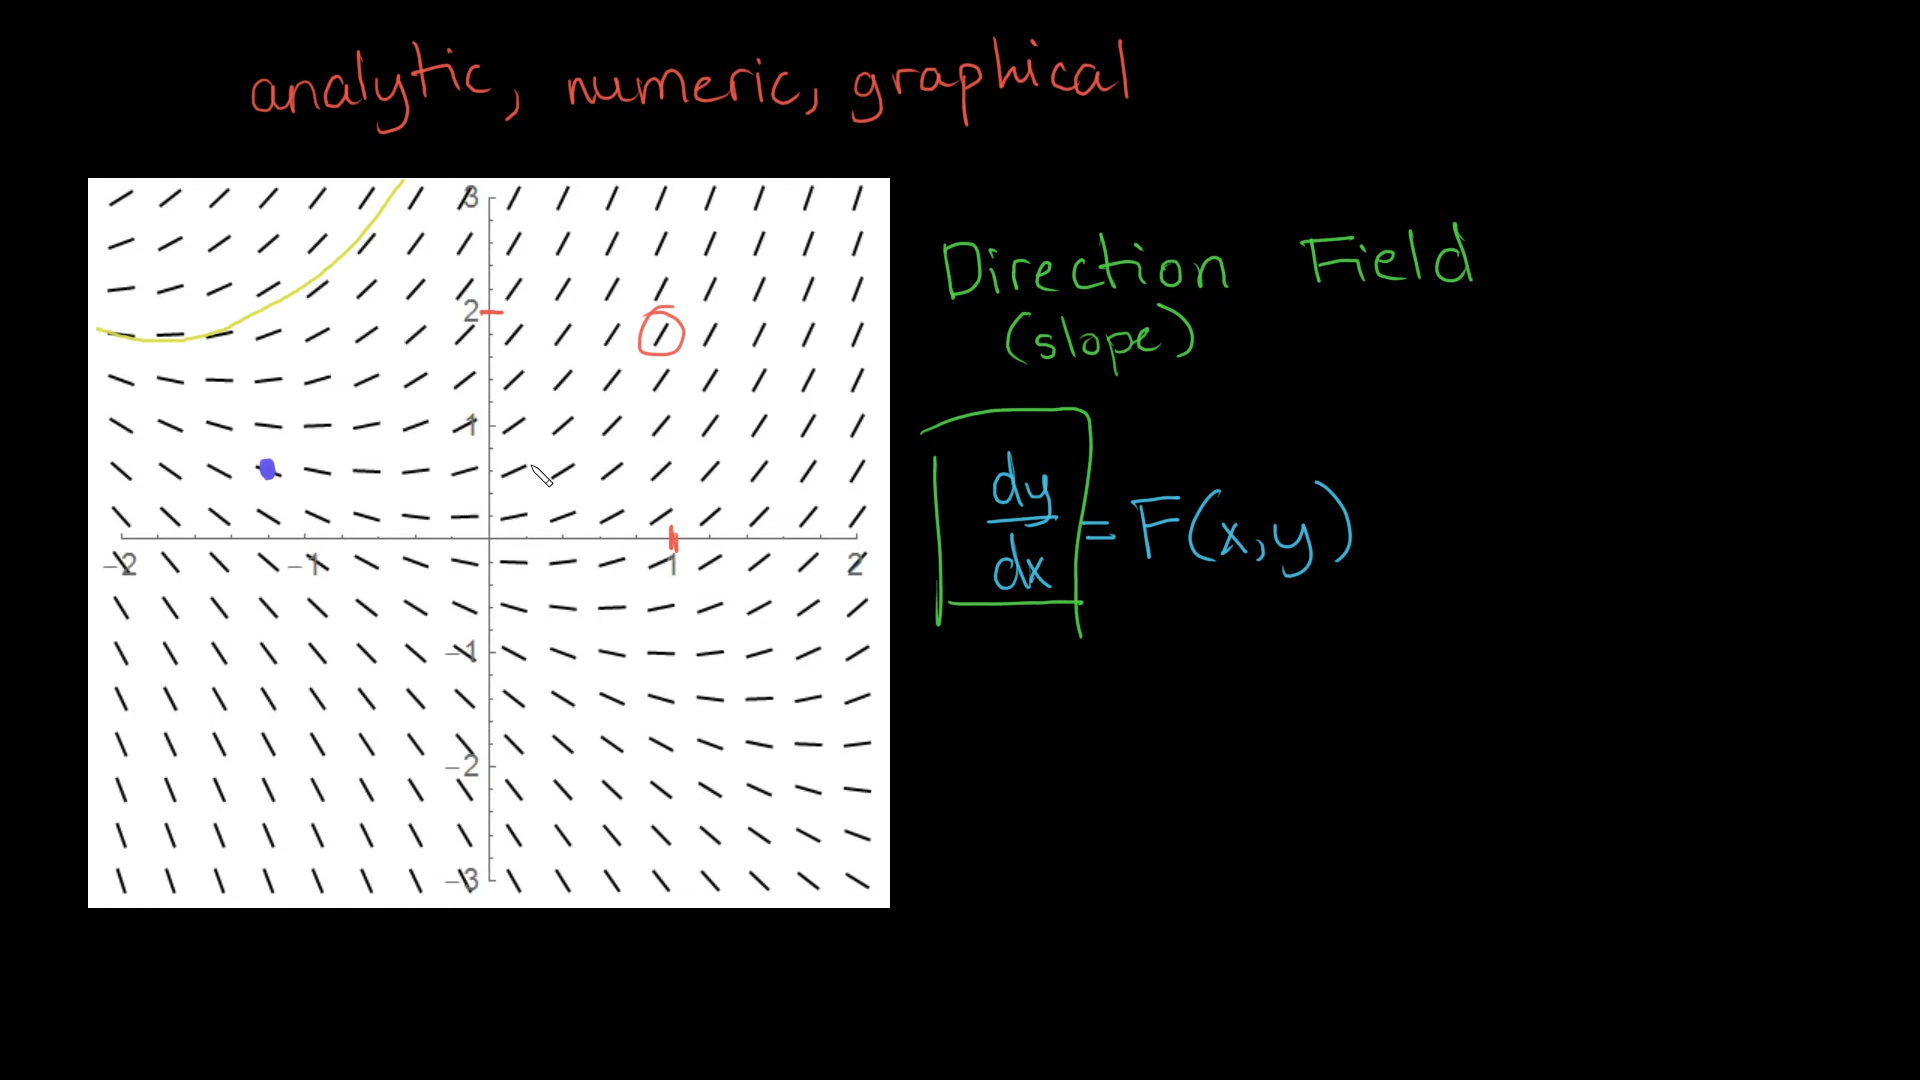 analytic, numeric, graphical
Direction Field
(slope)
dy/dx = F(x,y)
3
2
1
-2 -1 1 2
-1
-2
-3